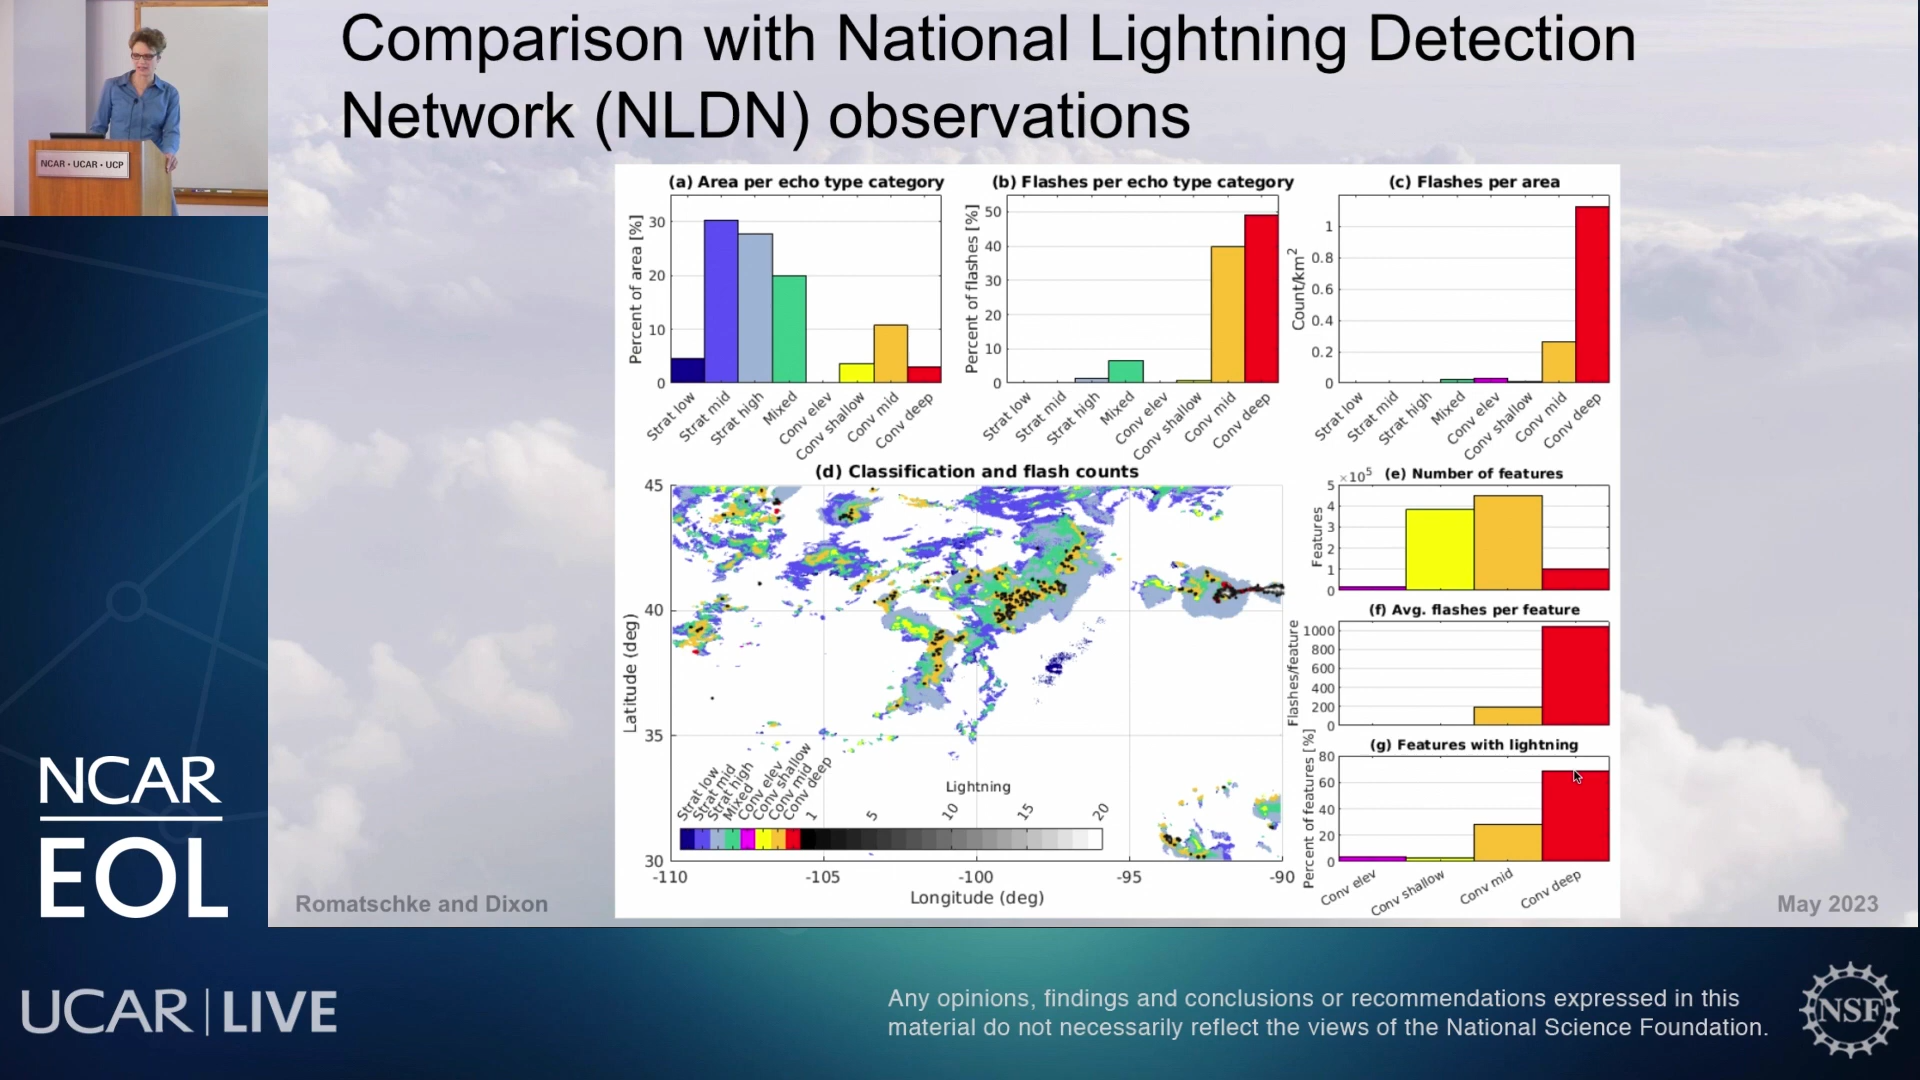 Comparison with National Lightning Detection
Network (NLDN) observations
NCAR • UCAR • UCP
(a) Area per echo type category
Percent of area [%]
30
20
10
0
Strat low
Strat mid
Strat high
Mixed
Conv elev
Conv shallow
Conv mid
Conv deep
(b) Flashes per echo type category
Percent of flashes [%]
50
40
30
20
10
0
Strat low
Strat mid
Strat high
Mixed
Conv elev
Conv shallow
Conv mid
Conv deep
(c) Flashes per area
Count/km²
1
0.8
0.6
0.4
0.2
0
Strat low
Strat mid
Strat high
Mixed
Conv elev
Conv shallow
Conv mid
Conv deep
(d) Classification and flash counts
Latitude (deg)
45
40
35
30
Strat low
Strat mid
Strat high
Mixed
Conv elev
Conv shallow
Conv mid
Conv deep
Lightning
1
5
10
15
20
-110
-105
-100
-95
-90
Longitude (deg)
×10⁵
(e) Number of features
Features
5
4
3
2
1
0
(f) Avg. flashes per feature
Flashes/feature
1000
800
600
400
200
0
(g) Features with lightning
Percent of features [%]
80
60
40
20
0
Conv elev
Conv shallow
Conv mid
Conv deep
NCAR
EOL
Romatschke and Dixon
May 2023
UCAR | LIVE
Any opinions, findings and conclusions or recommendations expressed in this
material do not necessarily reflect the views of the National Science Foundation.
NSF